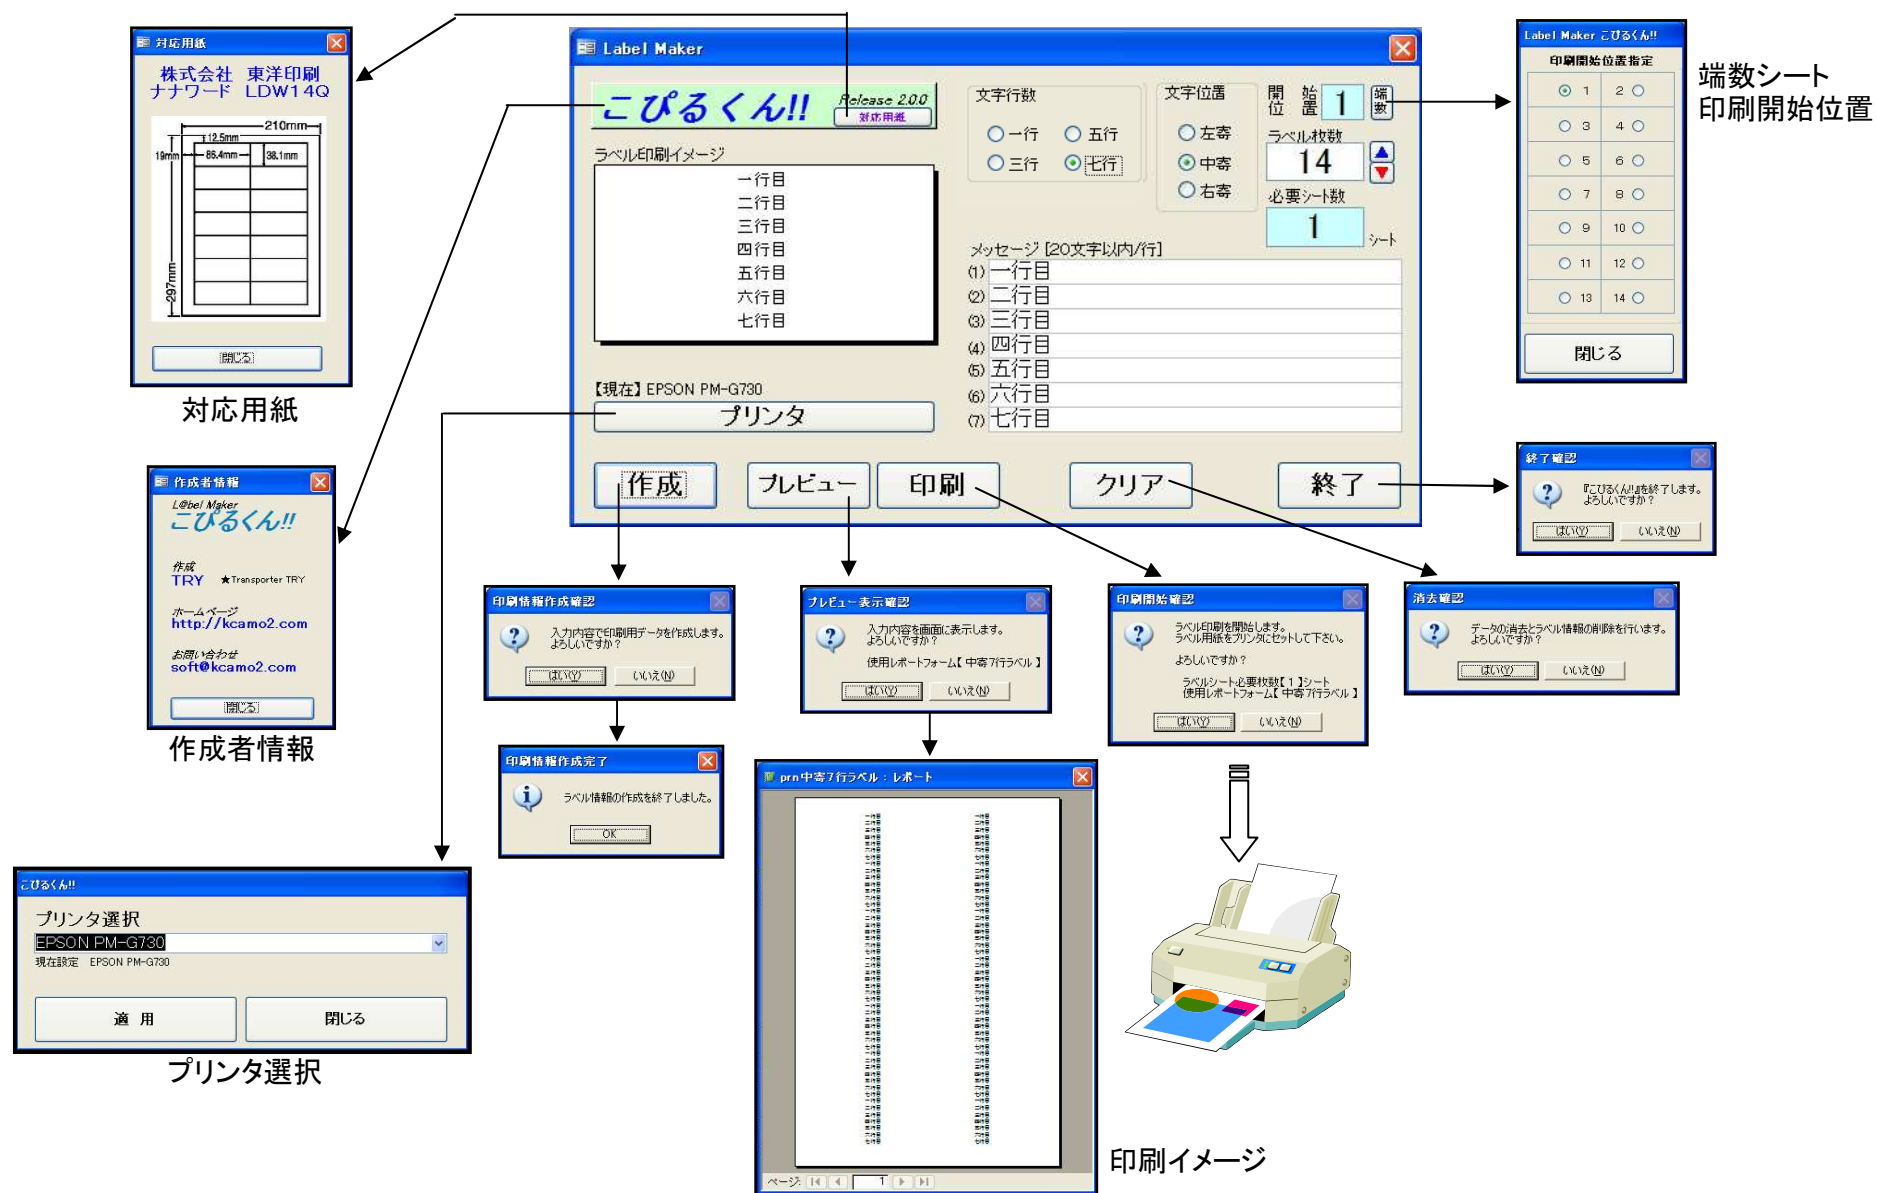 対応用紙
株式会社　東洋印刷
ナナワード　LDW14Q
210mm
12.5mm
19mm
86.4mm
38.1mm
297mm
閉じる
対応用紙
作成者情報
L@bel Maker
こぴるくん!!
作成
TRY ★Transporter TRY
ホームページ
http://kcamo2.com
お問い合わせ
soft@kcamo2.com
閉じる
作成者情報
Label Maker
こぴるくん!!
Release 2.0.0
対応用紙
ラベル印刷イメージ
一行目
二行目
三行目
四行目
五行目
六行目
七行目
【現在】EPSON PM-G730
プリンタ
文字行数
一行 五行
三行 七行
文字位置
左寄
中寄
右寄
開始位置 1 端数
ラベル枚数
14
必要シート数
1 シート
メッセージ [20文字以内/行]
(1) 一行目
(2) 二行目
(3) 三行目
(4) 四行目
(5) 五行目
(6) 六行目
(7) 七行目
作成 プレビュー 印刷 クリア 終了
Label Maker こぴるくん!!
印刷開始位置指定
1 2
3 4
5 6
7 8
9 10
11 12
13 14
閉じる
端数シート
印刷開始位置
終了確認
『こぴるくん!!』を終了します。
よろしいですか？
はい(Y) いいえ(N)
印刷情報作成確認
入力内容で印刷用データを作成します。
よろしいですか？
はい(Y) いいえ(N)
印刷情報作成完了
ラベル情報の作成を終了しました。
OK
プレビュー表示確認
入力内容を画面に表示します。
よろしいですか？
使用レポートフォーム【 中寄7行ラベル 】
はい(Y) いいえ(N)
印刷開始確認
ラベル印刷を開始します。
ラベル用紙をプリンタにセットして下さい。
よろしいですか？
ラベルシート必要枚数【 1 】シート
使用レポートフォーム【 中寄7行ラベル 】
はい(Y) いいえ(N)
消去確認
データの消去とラベル情報の削除を行います。
よろしいですか？
はい(Y) いいえ(N)
こぴるくん!!
プリンタ選択
EPSON PM-G730
現在設定 EPSON PM-G730
適 用 閉じる
プリンタ選択
prn中寄7行ラベル : レポート
ページ: 1
印刷イメージ